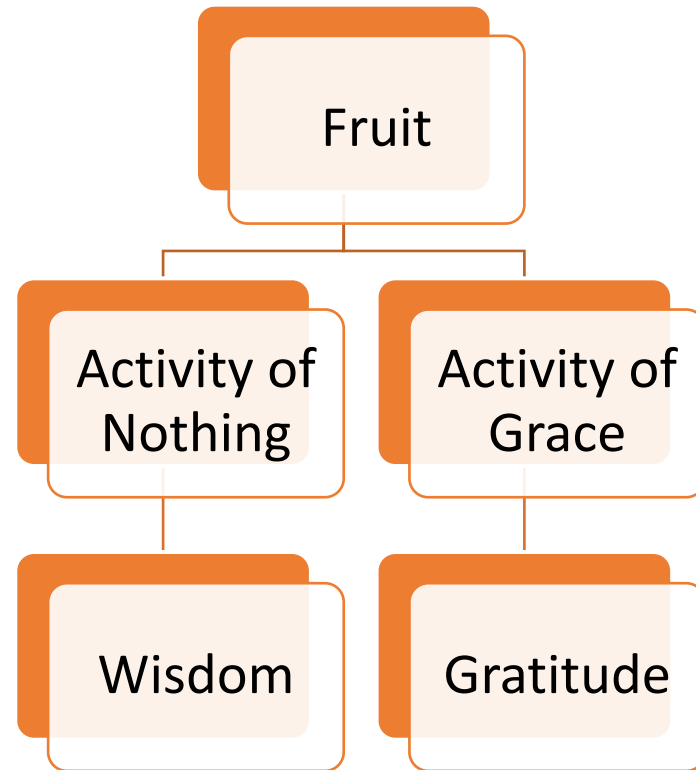 Fruit
Activity of
Nothing
Activity of
Grace
Wisdom
Gratitude